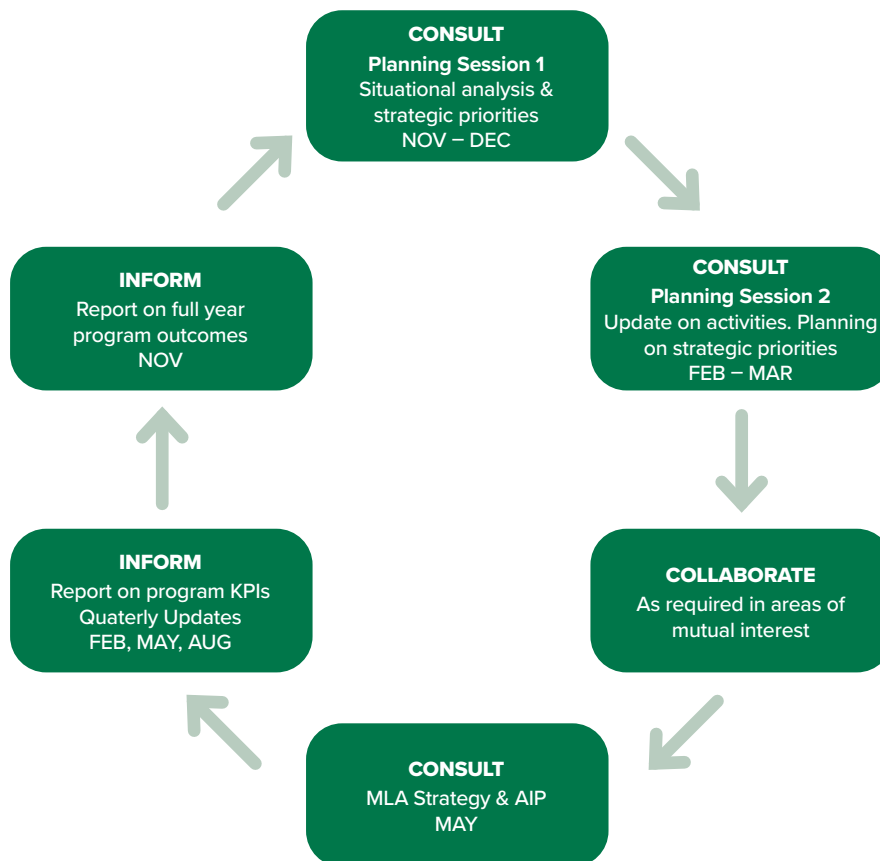 CONSULT
Planning Session 1
Situational analysis &
strategic priorities
NOV – DEC
CONSULT
Planning Session 2
Update on activities. Planning
on strategic priorities
FEB – MAR
COLLABORATE
As required in areas of
mutual interest
CONSULT
MLA Strategy & AIP
MAY
INFORM
Report on program KPIs
Quaterly Updates
FEB, MAY, AUG
INFORM
Report on full year
program outcomes
NOV